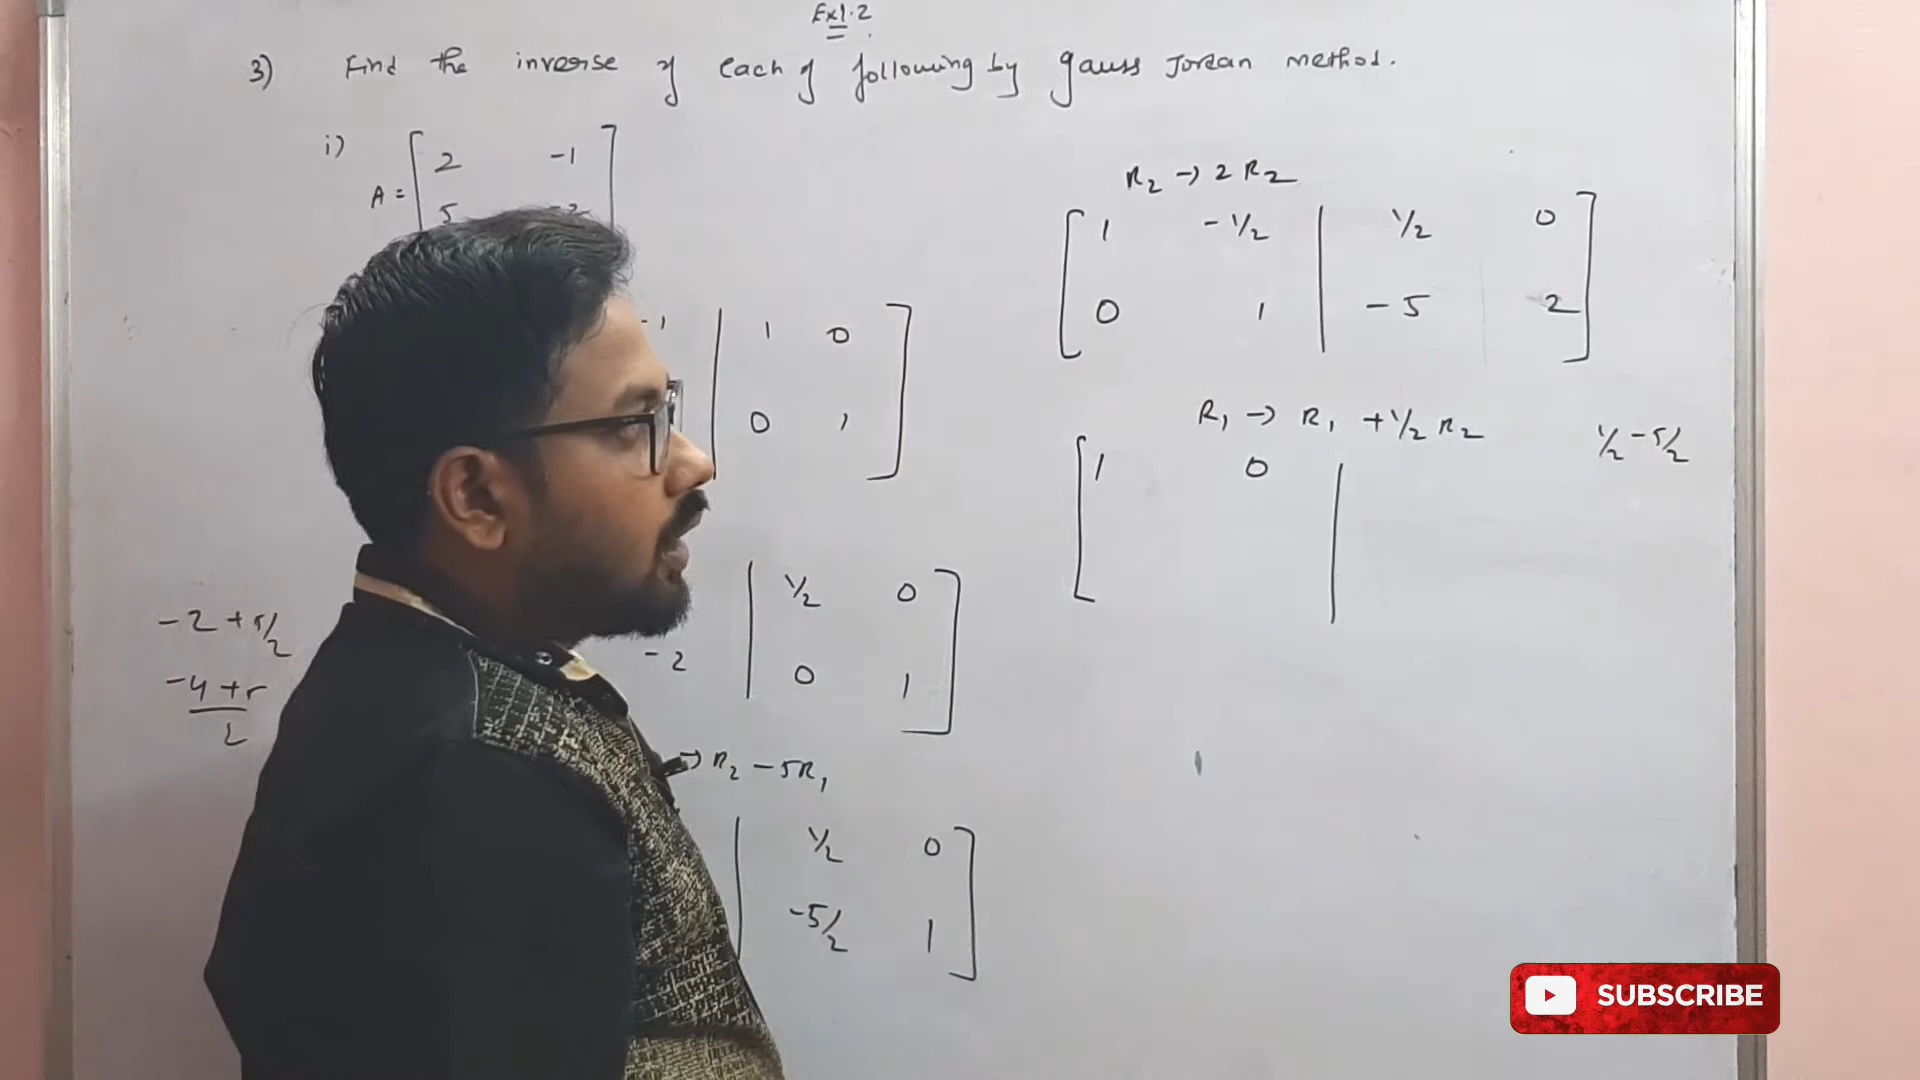 Ex1.2
3) Find the inverse of each of following by gauss Jordan method.
i)
A = [ 2 -1
5
-1 | 1 0 ]
0 1 ]
-2 | 1/2 0 ]
0 1 ]
-2 + 5/2
-4 + 5
2
→ R2 - 5R1
| 1/2 0 ]
-5/2 1 ]
R2 → 2 R2
[ 1 -1/2 | 1/2 0 ]
[ 0 1 | -5 2 ]
R1 → R1 + 1/2 R2
1/2 - 5/2
[ 1 0 |
SUBSCRIBE